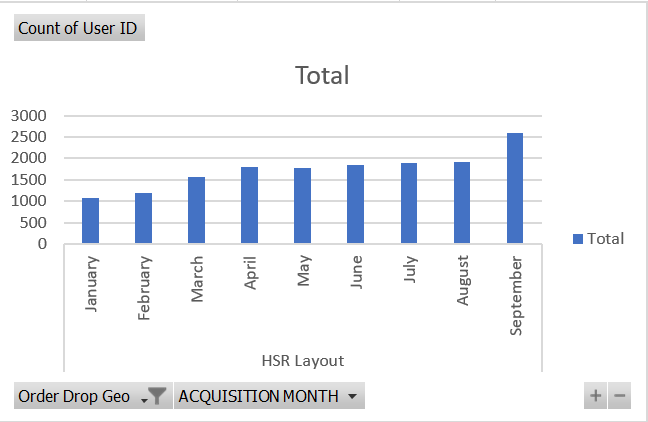 Count of User ID
Total
3000
2500
2000
1500
1000
500
0
January
February
March
April
May
June
July
August
September
HSR Layout
Total
Order Drop Geo
ACQUISITION MONTH
+ −